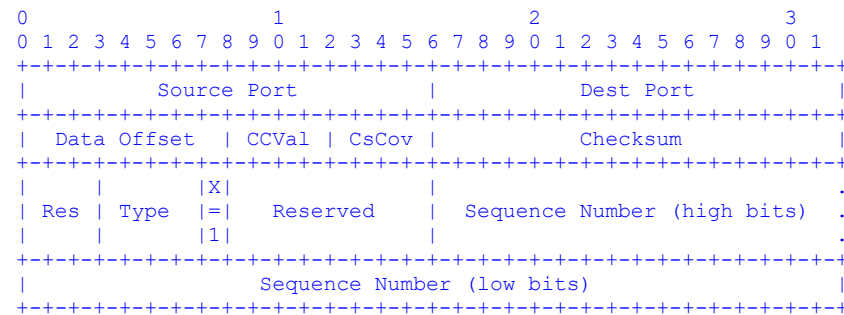 0                   1                   2                   3
0 1 2 3 4 5 6 7 8 9 0 1 2 3 4 5 6 7 8 9 0 1 2 3 4 5 6 7 8 9 0 1
+-+-+-+-+-+-+-+-+-+-+-+-+-+-+-+-+-+-+-+-+-+-+-+-+-+-+-+-+-+-+-+-+
|          Source Port          |           Dest Port           |
+-+-+-+-+-+-+-+-+-+-+-+-+-+-+-+-+-+-+-+-+-+-+-+-+-+-+-+-+-+-+-+-+
|  Data Offset  | CCVal | CsCov |           Checksum            |
+-+-+-+-+-+-+-+-+-+-+-+-+-+-+-+-+-+-+-+-+-+-+-+-+-+-+-+-+-+-+-+-+
|     |       |X|               |                               .
| Res | Type  |=|   Reserved    |  Sequence Number (high bits)  .
|     |       |1|               |                               .
+-+-+-+-+-+-+-+-+-+-+-+-+-+-+-+-+-+-+-+-+-+-+-+-+-+-+-+-+-+-+-+-+
|                  Sequence Number (low bits)                   |
+-+-+-+-+-+-+-+-+-+-+-+-+-+-+-+-+-+-+-+-+-+-+-+-+-+-+-+-+-+-+-+-+